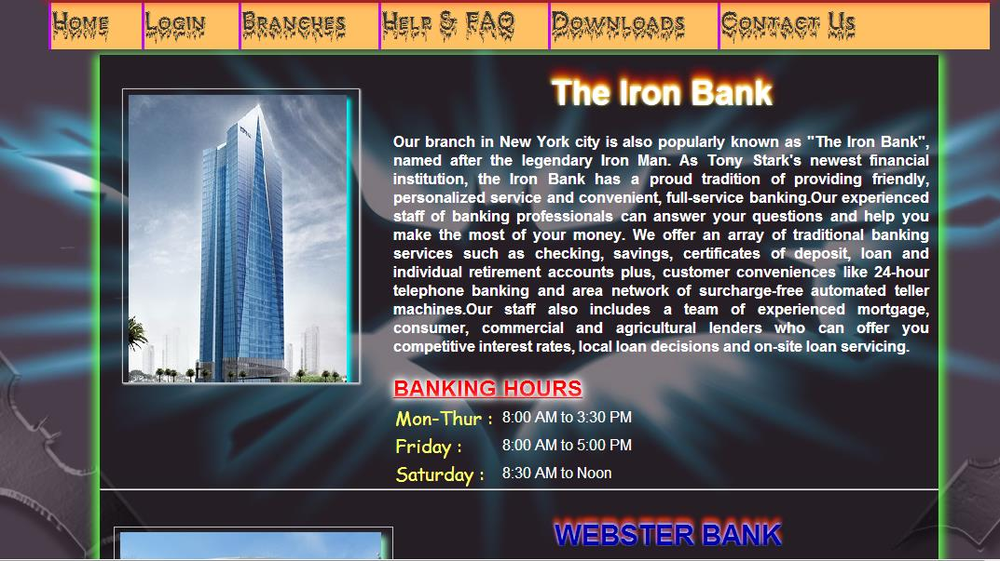 Home Login Branches Help & FAQ Downloads Contact Us
The Iron Bank
Our branch in New York city is also popularly known as "The Iron Bank",
named after the legendary Iron Man. As Tony Stark's newest financial
institution, the Iron Bank has a proud tradition of providing friendly,
personalized service and convenient, full-service banking.Our experienced
staff of banking professionals can answer your questions and help you
make the most of your money. We offer an array of traditional banking
services such as checking, savings, certificates of deposit, loan and
individual retirement accounts plus, customer conveniences like 24-hour
telephone banking and area network of surcharge-free automated teller
machines.Our staff also includes a team of experienced mortgage,
consumer, commercial and agricultural lenders who can offer you
competitive interest rates, local loan decisions and on-site loan servicing.
BANKING HOURS
Mon-Thur : 8:00 AM to 3:30 PM
Friday : 8:00 AM to 5:00 PM
Saturday : 8:30 AM to Noon
WEBSTER BANK